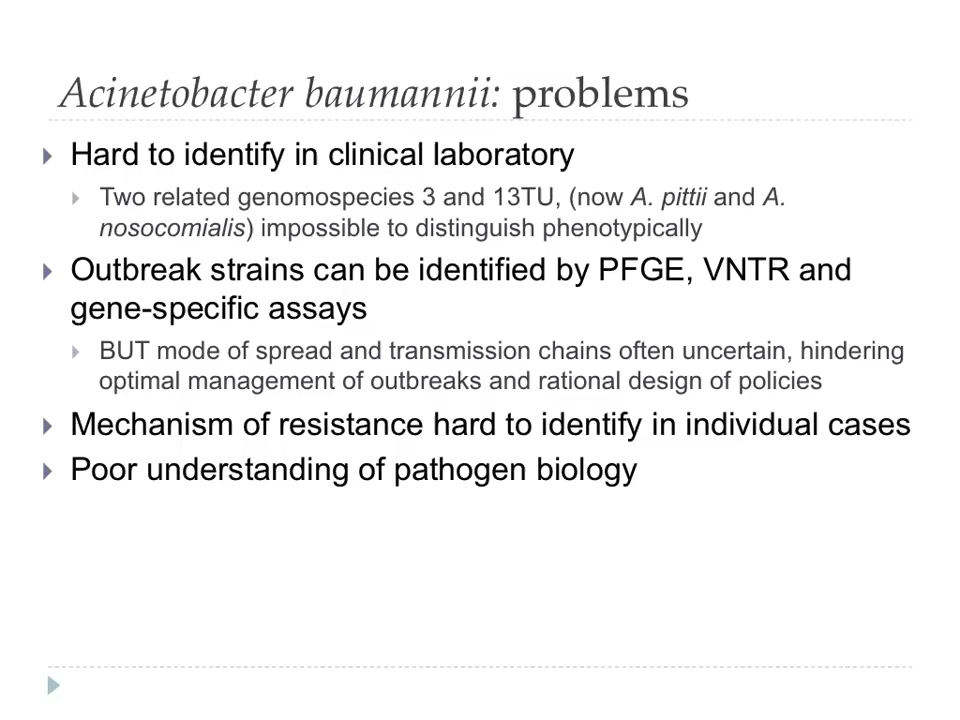 Acinetobacter baumannii: problems
Hard to identify in clinical laboratory
Two related genomospecies 3 and 13TU, (now A. pittii and A.
nosocomialis) impossible to distinguish phenotypically
Outbreak strains can be identified by PFGE, VNTR and
gene-specific assays
BUT mode of spread and transmission chains often uncertain, hindering
optimal management of outbreaks and rational design of policies
Mechanism of resistance hard to identify in individual cases
Poor understanding of pathogen biology